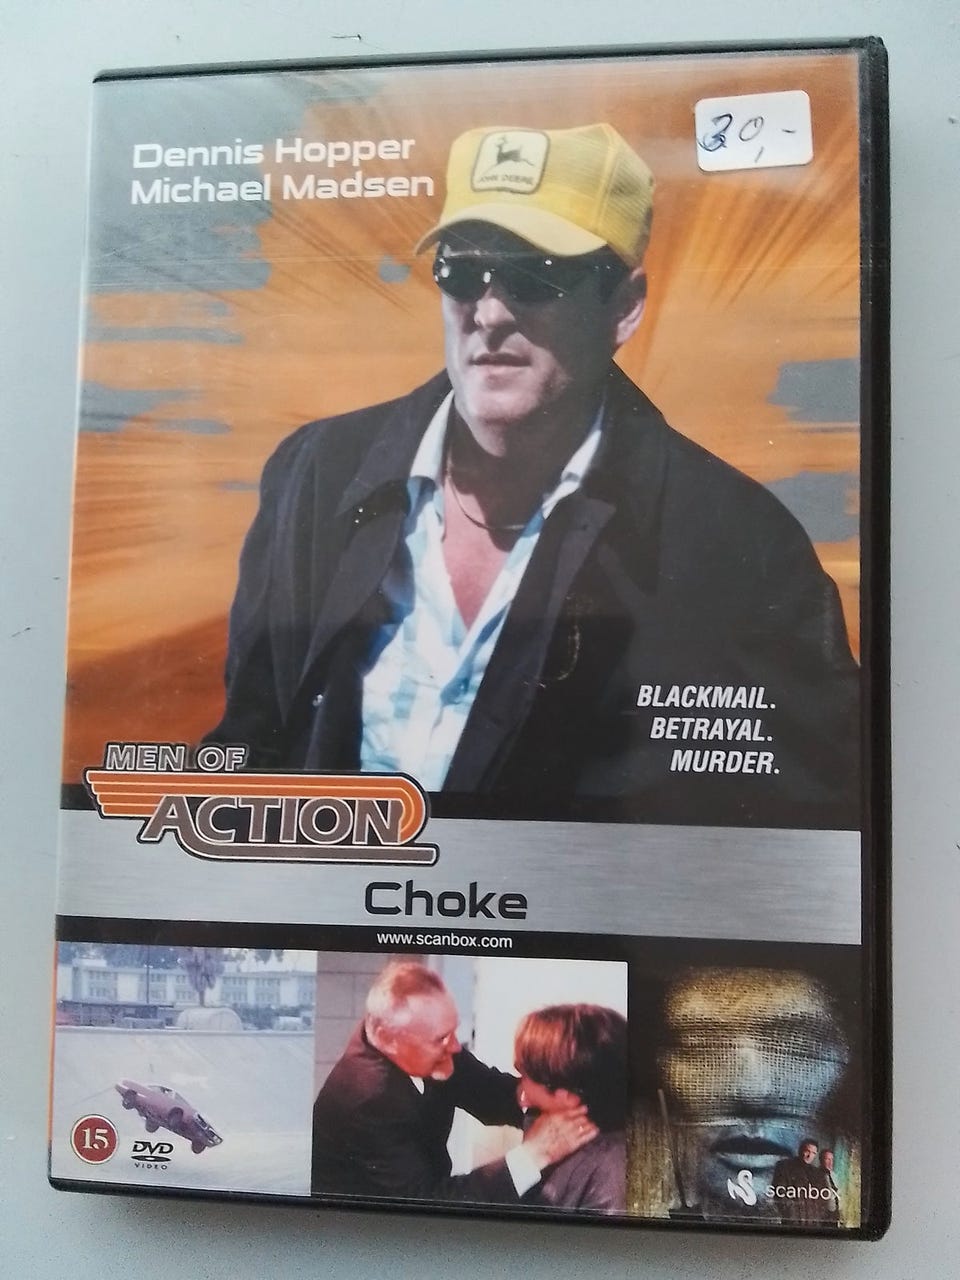 Dennis Hopper
Michael Madsen
JOHN DEERE
BLACKMAIL.
BETRAYAL.
MURDER.
MEN OF
ACTION
Choke
www.scanbox.com
15
DVD
VIDEO
scanbox